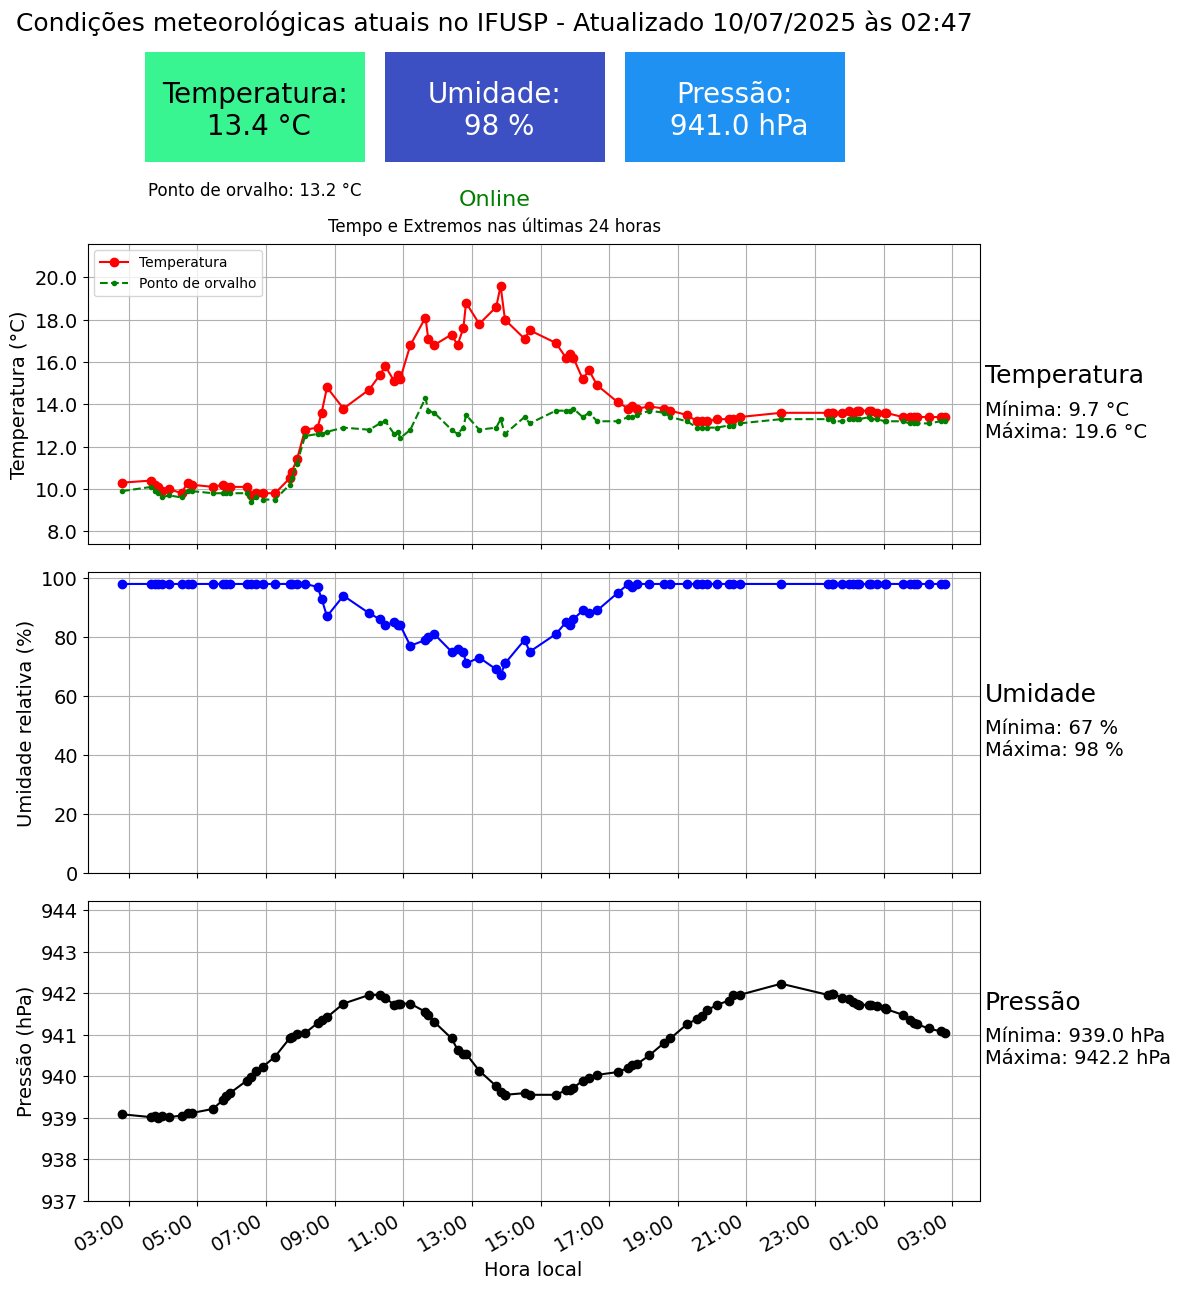 Condições meteorológicas atuais no IFUSP - Atualizado 10/07/2025 às 02:47
Temperatura:
13.4 °C
Umidade:
98 %
Pressão:
941.0 hPa
Ponto de orvalho: 13.2 °C
Online
Tempo e Extremos nas últimas 24 horas
Temperatura
Ponto de orvalho
Temperatura (°C)
20.0
18.0
16.0
14.0
12.0
10.0
8.0
Temperatura
Mínima: 9.7 °C
Máxima: 19.6 °C
Umidade relativa (%)
100
80
60
40
20
0
Umidade
Mínima: 67 %
Máxima: 98 %
Pressão (hPa)
944
943
942
941
940
939
938
937
Pressão
Mínima: 939.0 hPa
Máxima: 942.2 hPa
03:00
05:00
07:00
09:00
11:00
13:00
15:00
17:00
19:00
21:00
23:00
01:00
03:00
Hora local